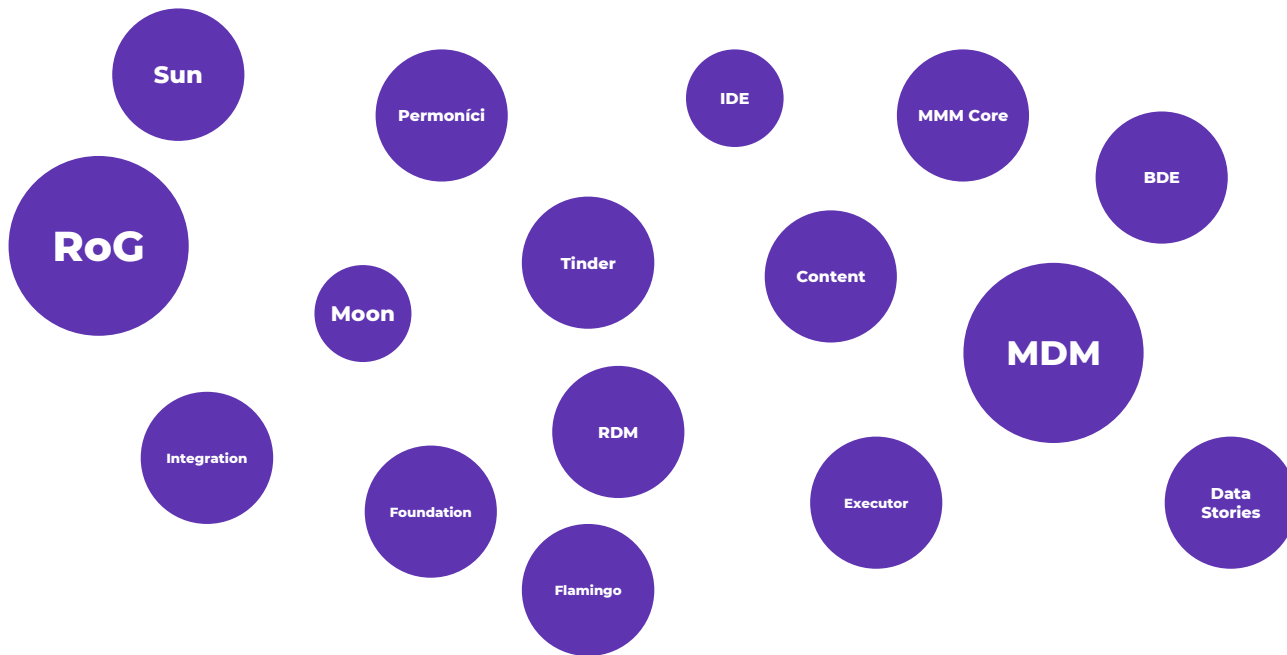 Sun
Permoníci
IDE
MMM Core
BDE
RoG
Tinder
Content
Moon
MDM
Integration
Foundation
RDM
Executor
Data
Stories
Flamingo